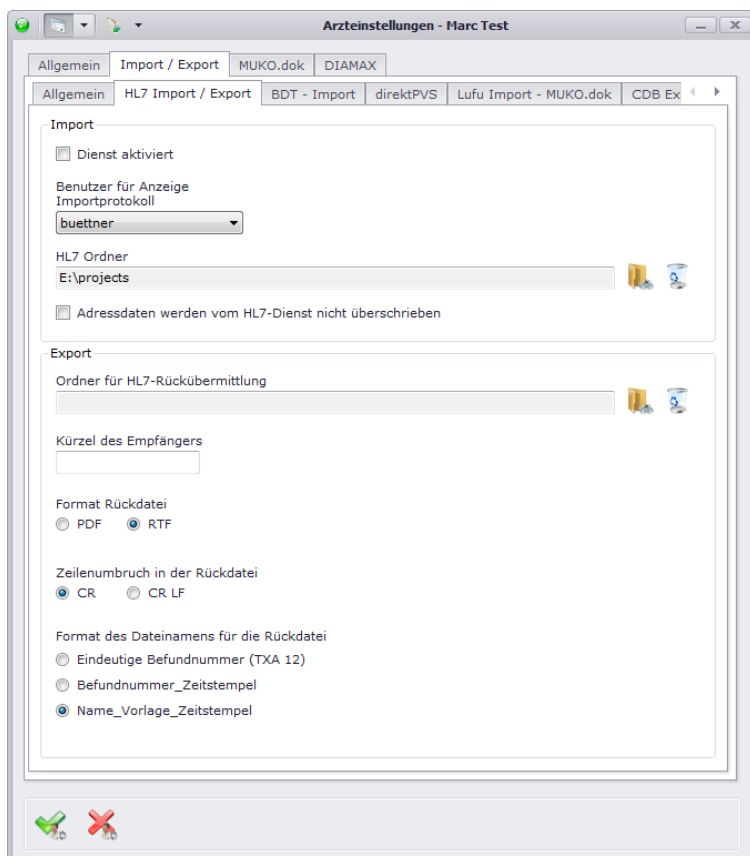 Arzteinstellungen - Marc Test
Allgemein Import / Export MUKO.dok DIAMAX
Allgemein HL7 Import / Export BDT - Import direktPVS Lufu Import - MUKO.dok CDB Ex
Import
Dienst aktiviert
Benutzer für Anzeige
Importprotokoll
buettner
HL7 Ordner
E:\projects
Adressdaten werden vom HL7-Dienst nicht überschrieben
Export
Ordner für HL7-Rückübermittlung
Kürzel des Empfängers
Format Rückdatei
PDF RTF
Zeilenumbruch in der Rückdatei
CR CR LF
Format des Dateinamens für die Rückdatei
Eindeutige Befundnummer (TXA 12)
Befundnummer_Zeitstempel
Name_Vorlage_Zeitstempel